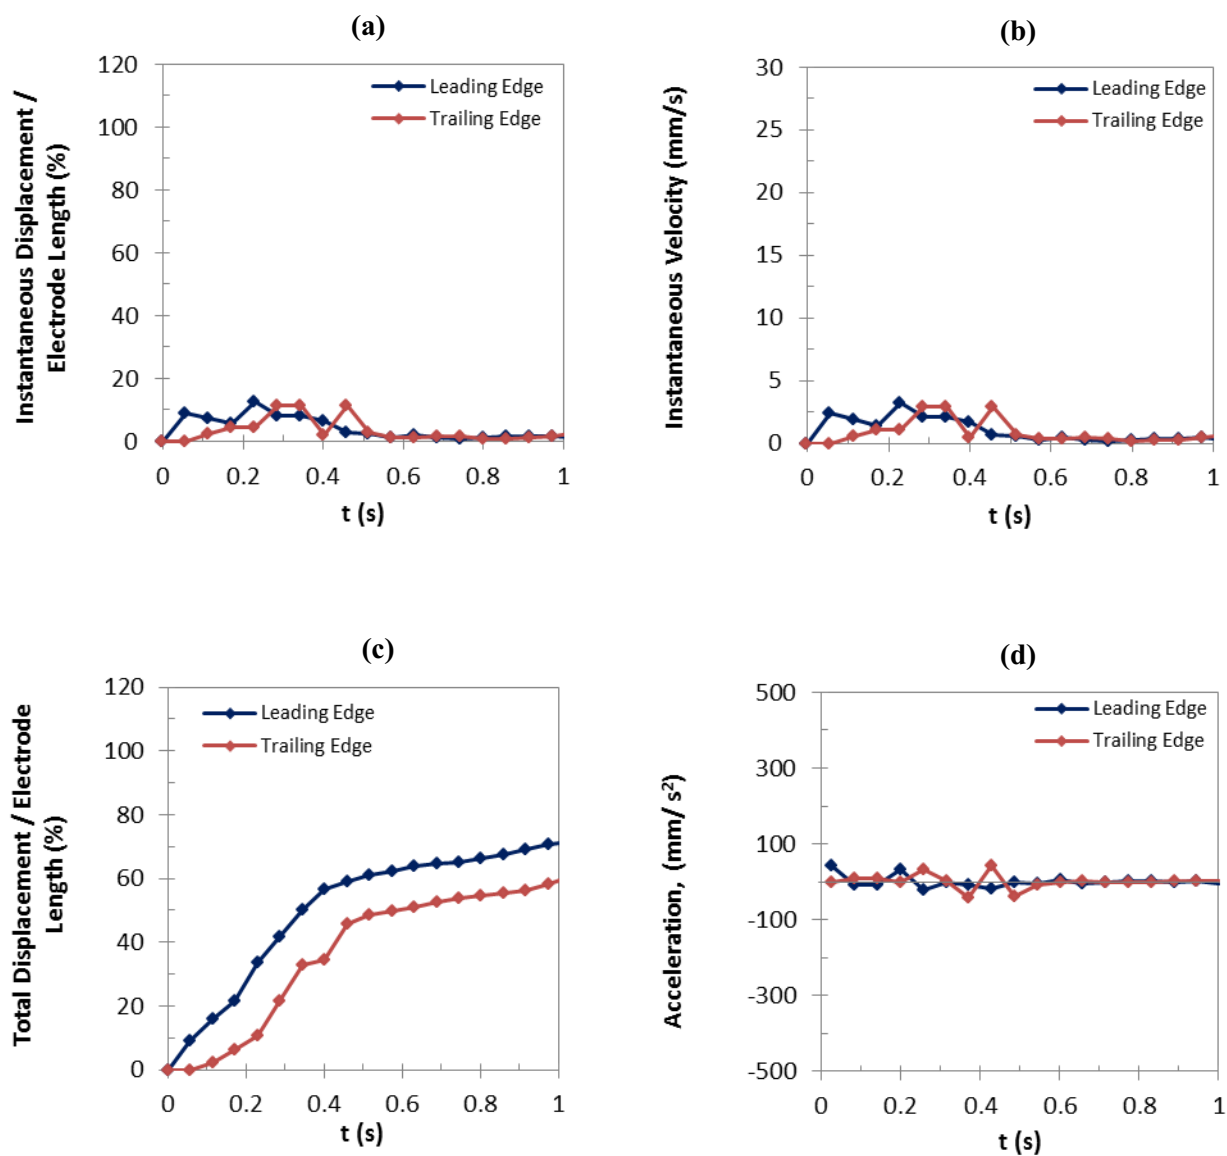 (a)
Instantaneous Displacement /
Electrode Length (%)
120
100
80
60
40
20
0
Leading Edge
Trailing Edge
0 0.2 0.4 0.6 0.8 1
t (s)
(b)
Instantaneous Velocity (mm/s)
30
25
20
15
10
5
0
Leading Edge
Trailing Edge
0 0.2 0.4 0.6 0.8 1
t (s)
(c)
Total Displacement / Electrode
Length (%)
120
100
80
60
40
20
0
Leading Edge
Trailing Edge
0 0.2 0.4 0.6 0.8 1
t (s)
(d)
Acceleration, (mm/ s²)
500
300
100
-100
-300
-500
Leading Edge
Trailing Edge
0 0.2 0.4 0.6 0.8 1
t (s)